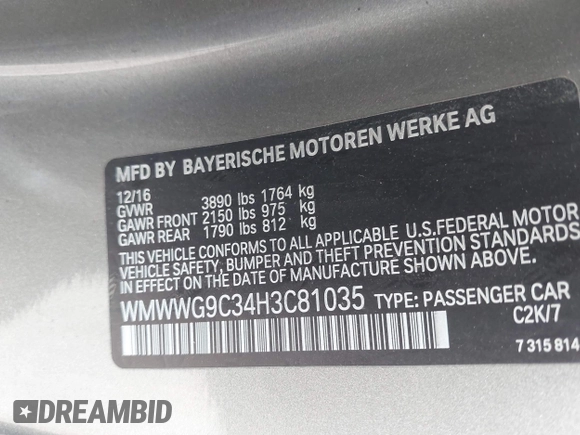 MFD BY BAYERISCHE MOTOREN WERKE AG
12/16
GVWR 3890 lbs 1764 kg
GAWR FRONT 2150 lbs 975 kg
GAWR REAR 1790 lbs 812 kg
THIS VEHICLE CONFORMS TO ALL APPLICABLE U.S.FEDERAL MOTOR
VEHICLE SAFETY, BUMPER AND THEFT PREVENTION STANDARDS
IN EFFECT ON THE DATE OF MANUFACTURE SHOWN ABOVE.
WMWWG9C34H3C81035 TYPE: PASSENGER CAR
C2K/7
7 315 814
DREAMBID